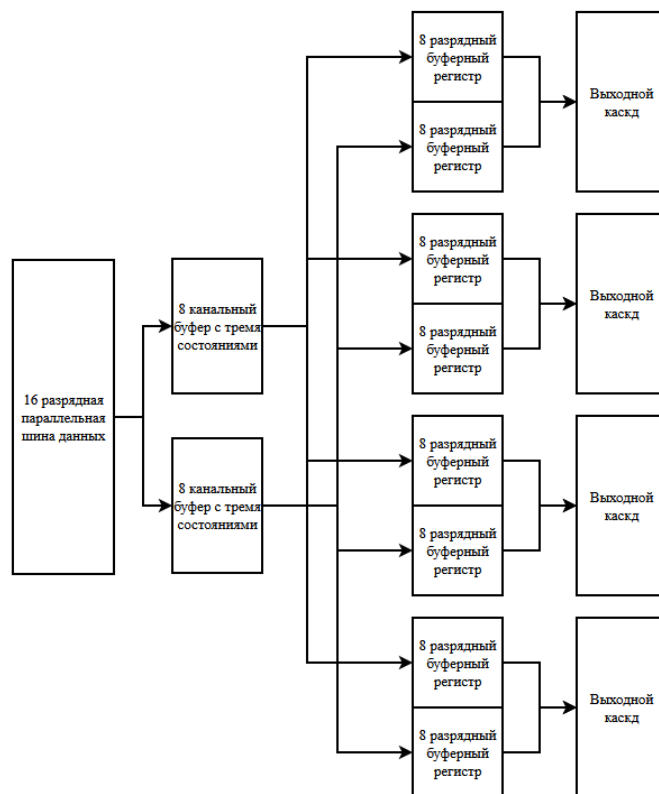 8 разрядный
буферный
регистр
8 разрядный
буферный
регистр
Выходной
каскд
8 разрядный
буферный
регистр
8 разрядный
буферный
регистр
Выходной
каскд
16 разрядная
параллельная
шина данных
8 канальный
буфер с тремя
состояниями
8 канальный
буфер с тремя
состояниями
8 разрядный
буферный
регистр
8 разрядный
буферный
регистр
Выходной
каскд
8 разрядный
буферный
регистр
8 разрядный
буферный
регистр
Выходной
каскд